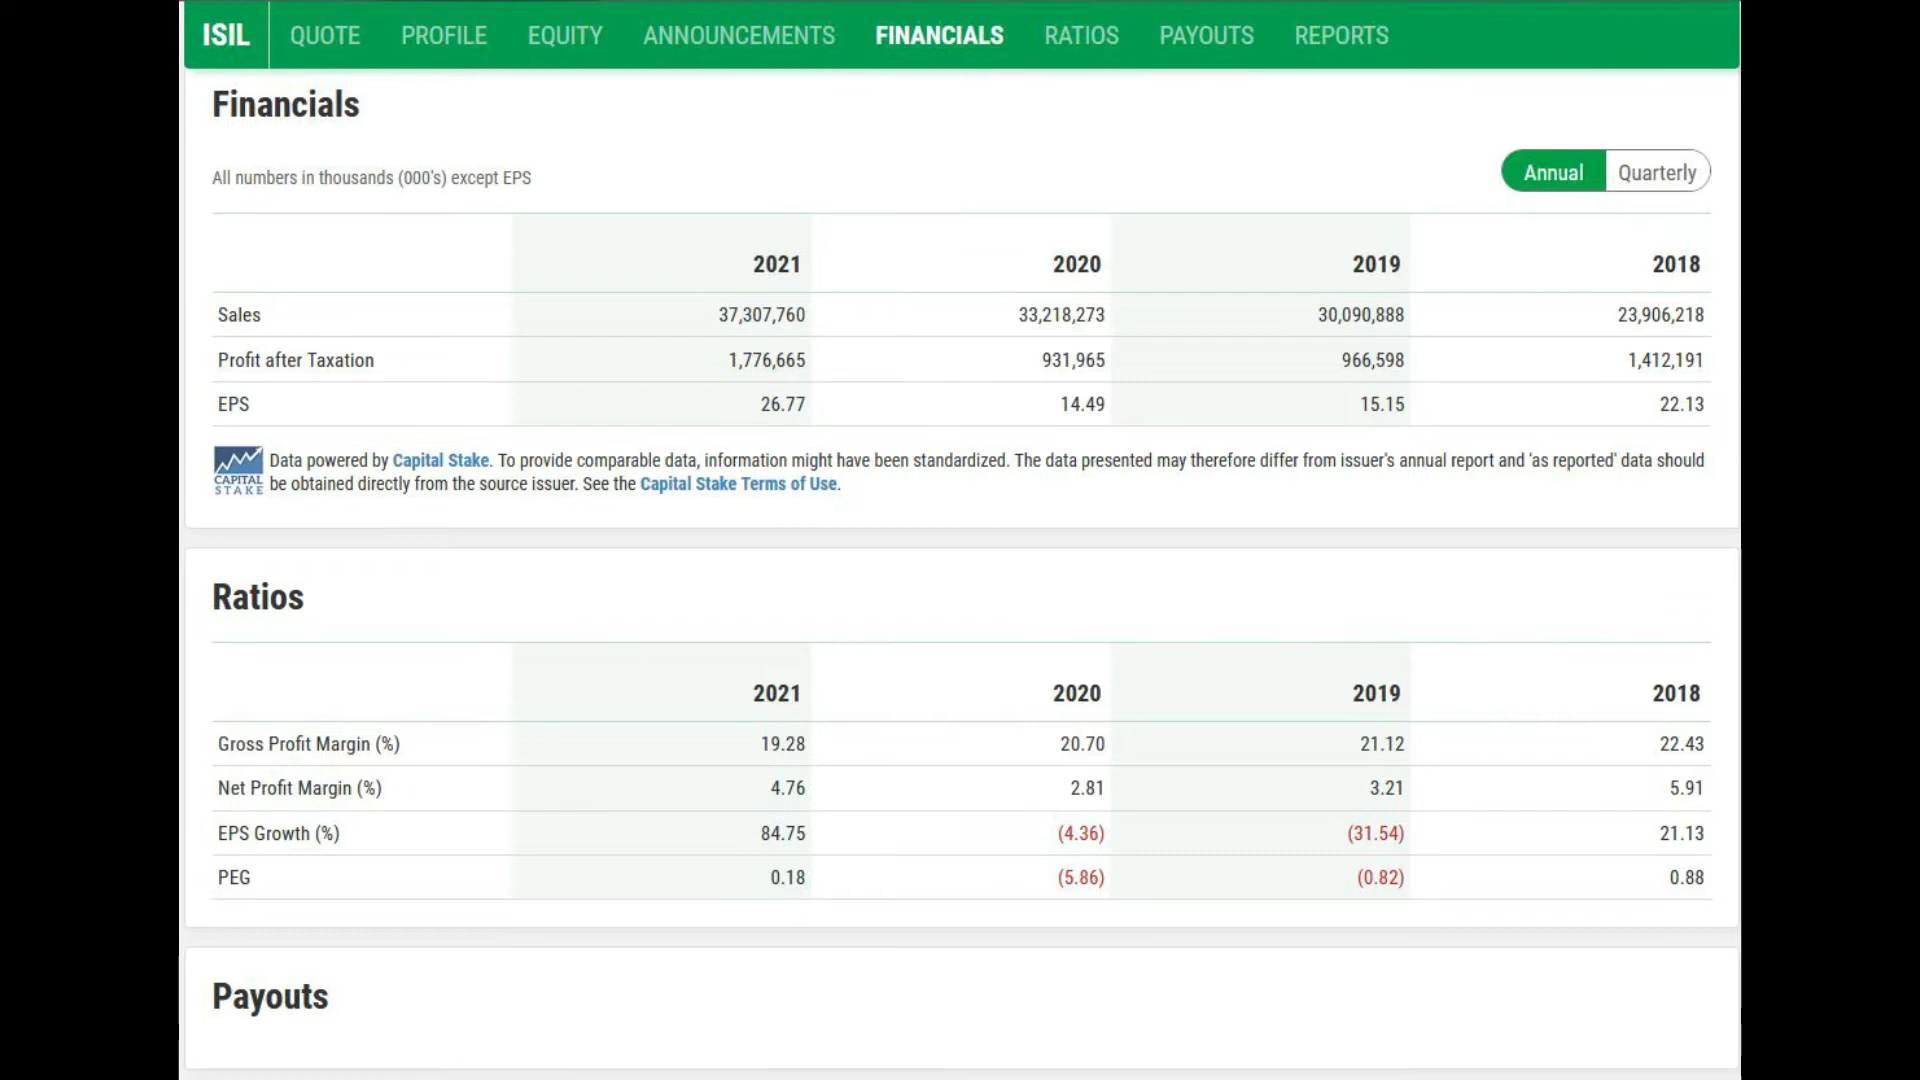 ISIL QUOTE PROFILE EQUITY ANNOUNCEMENTS FINANCIALS RATIOS PAYOUTS REPORTS
Financials
All numbers in thousands (000's) except EPS
Annual Quarterly
2021 2020 2019 2018
Sales 37,307,760 33,218,273 30,090,888 23,906,218
Profit after Taxation 1,776,665 931,965 966,598 1,412,191
EPS 26.77 14.49 15.15 22.13
CAPITAL STAKE
Data powered by Capital Stake. To provide comparable data, information might have been standardized. The data presented may therefore differ from issuer's annual report and 'as reported' data should
be obtained directly from the source issuer. See the Capital Stake Terms of Use.
Ratios
2021 2020 2019 2018
Gross Profit Margin (%) 19.28 20.70 21.12 22.43
Net Profit Margin (%) 4.76 2.81 3.21 5.91
EPS Growth (%) 84.75 (4.36) (31.54) 21.13
PEG 0.18 (5.86) (0.82) 0.88
Payouts